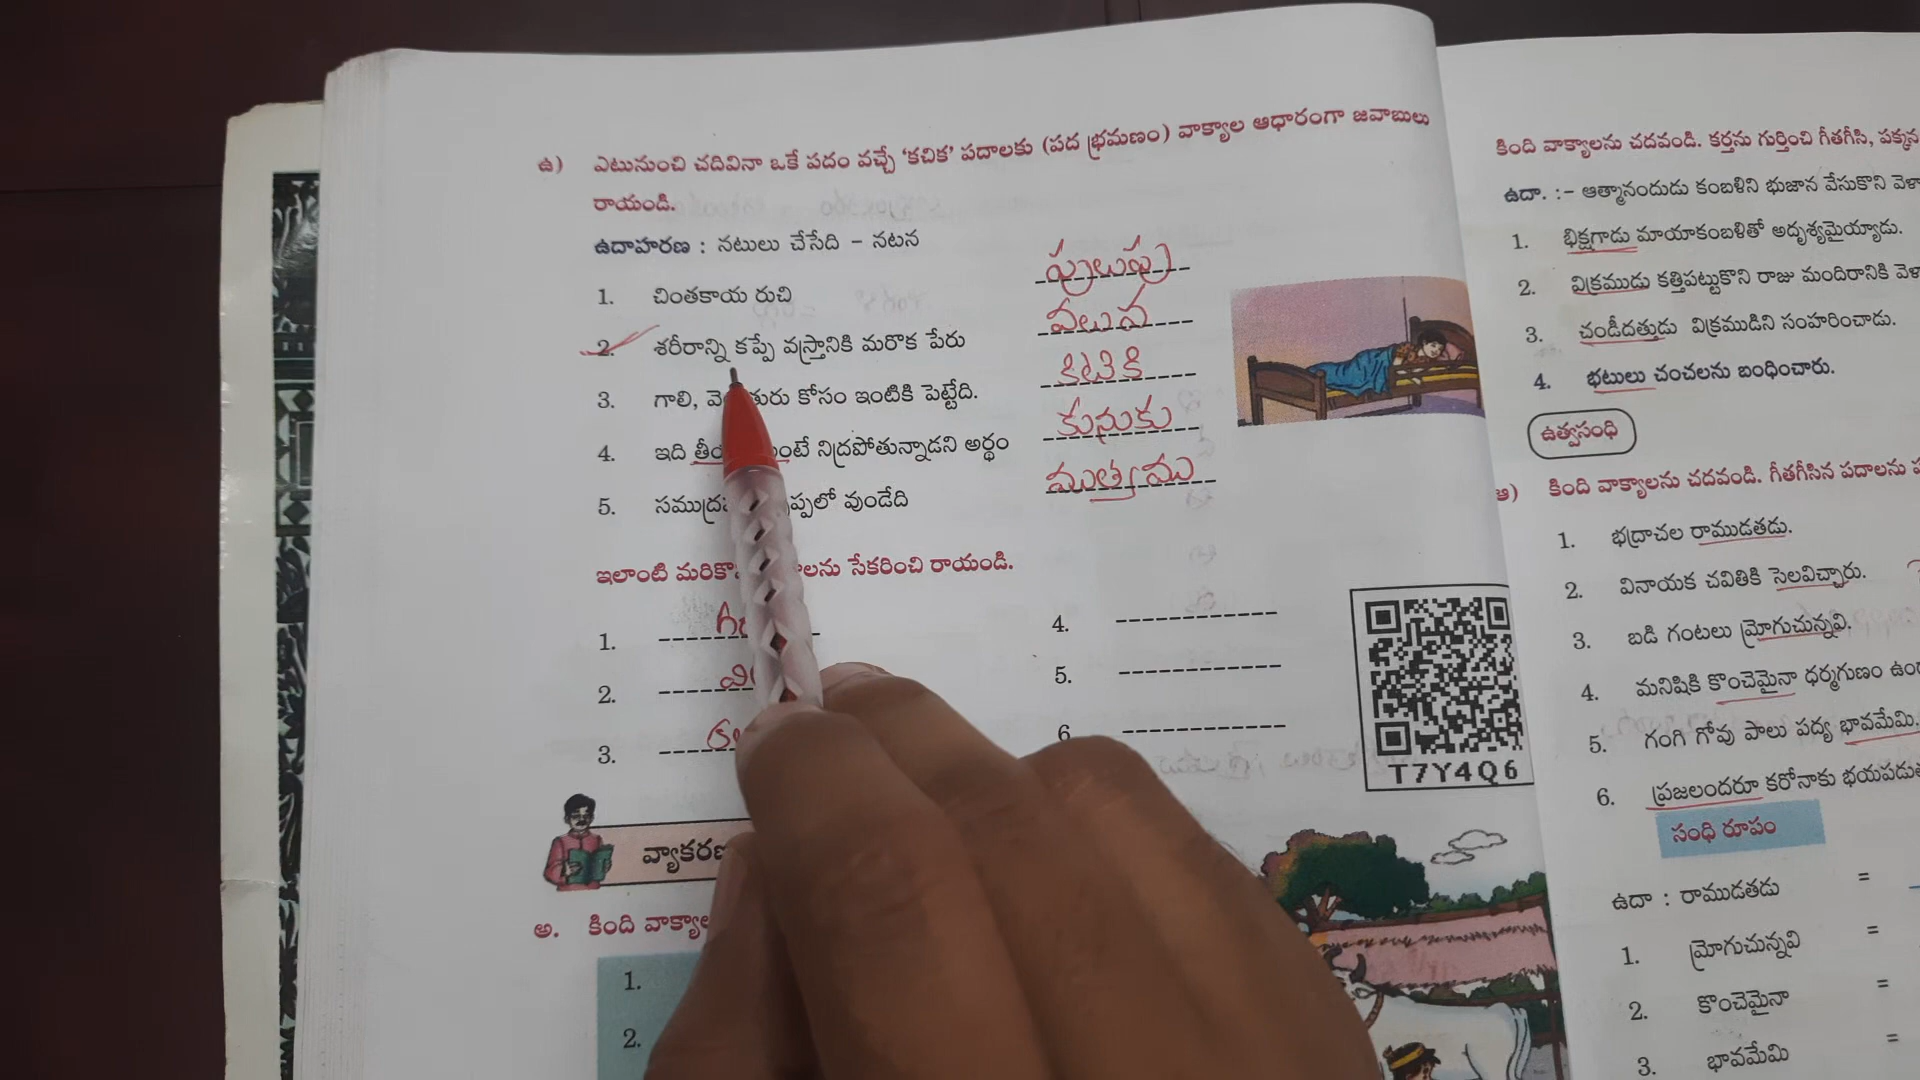 ఉ) ఎటునుంచి చదివినా ఒకే పదం వచ్చే ‘కచిక’ పదాలకు (పద భ్రమణం) వాక్యాల ఆధారంగా జవాబులు
రాయండి.
ఉదాహరణ : నటులు చేసేది – నటన
1. చింతకాయ రుచి పులుపు
2. శరీరాన్ని కప్పే వస్త్రానికి మరొక పేరు వలువ
3. గాలి, కోసం ఇంటికి పెట్టేది. కిటికి
4. ఇది నిద్రపోతున్నాడని అర్థం కునుకు
5. వుండేది ముత్యము
ఇలాంటి సేకరించి రాయండి.
1.
2.
3.
4.
5.
6
T7Y4Q6
అ. కింది
1.
2.
కింది వాక్యాలను చదవండి. కర్తను గుర్తించి గీతగీసి, పక్కన
ఉదా. :– ఆత్మానందుడు కంబళిని భుజాన వేసుకొని
1. భిక్షగాడు మాయాకంబళితో అదృశ్యమైయ్యాడు.
2. విక్రముడు కత్తిపట్టుకొని రాజు మందిరానికి
3. చండీదత్తుడు విక్రముడిని సంహరించాడు.
4. భటులు చంచలను బంధించారు.
ఉత్వసంధి
ఆ) కింది వాక్యాలను చదవండి. గీతగీసిన పదాలను
1. భద్రాచల రాముడతడు.
2. వినాయక చవితికి సెలవిచ్చారు.
3. బడి గంటలు మ్రోగుచున్నవి.
4. మనిషికి కొంచెమైనా ధర్మగుణం
5. గంగి గోవు పాలు పద్య భావమేమి.
6. ప్రజలందరూ కరోనాకు
సంధి రూపం
ఉదా : రాముడతడు =
1. మ్రోగుచున్నవి =
2. కొంచెమైనా =
3. భావమేమి =